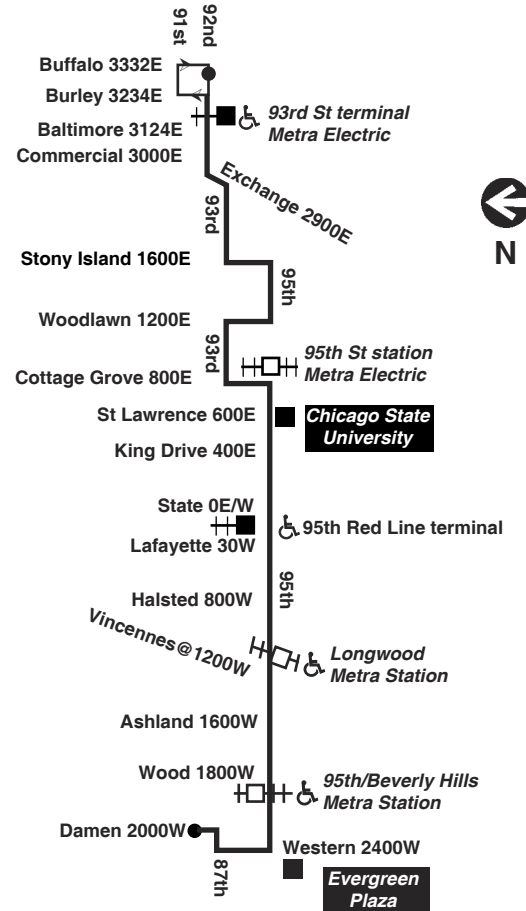 91st
92nd
Buffalo 3332E
Burley 3234E
Baltimore 3124E
93rd St terminal
Metra Electric
Commercial 3000E
Exchange 2900E
93rd
N
Stony Island 1600E
95th
Woodlawn 1200E
93rd
95th St station
Metra Electric
Cottage Grove 800E
St Lawrence 600E
Chicago State
University
King Drive 400E
State 0E/W
95th Red Line terminal
Lafayette 30W
95th
Halsted 800W
Vincennes@1200W
Longwood
Metra Station
Ashland 1600W
Wood 1800W
95th/Beverly Hills
Metra Station
Damen 2000W
Western 2400W
87th
Evergreen
Plaza